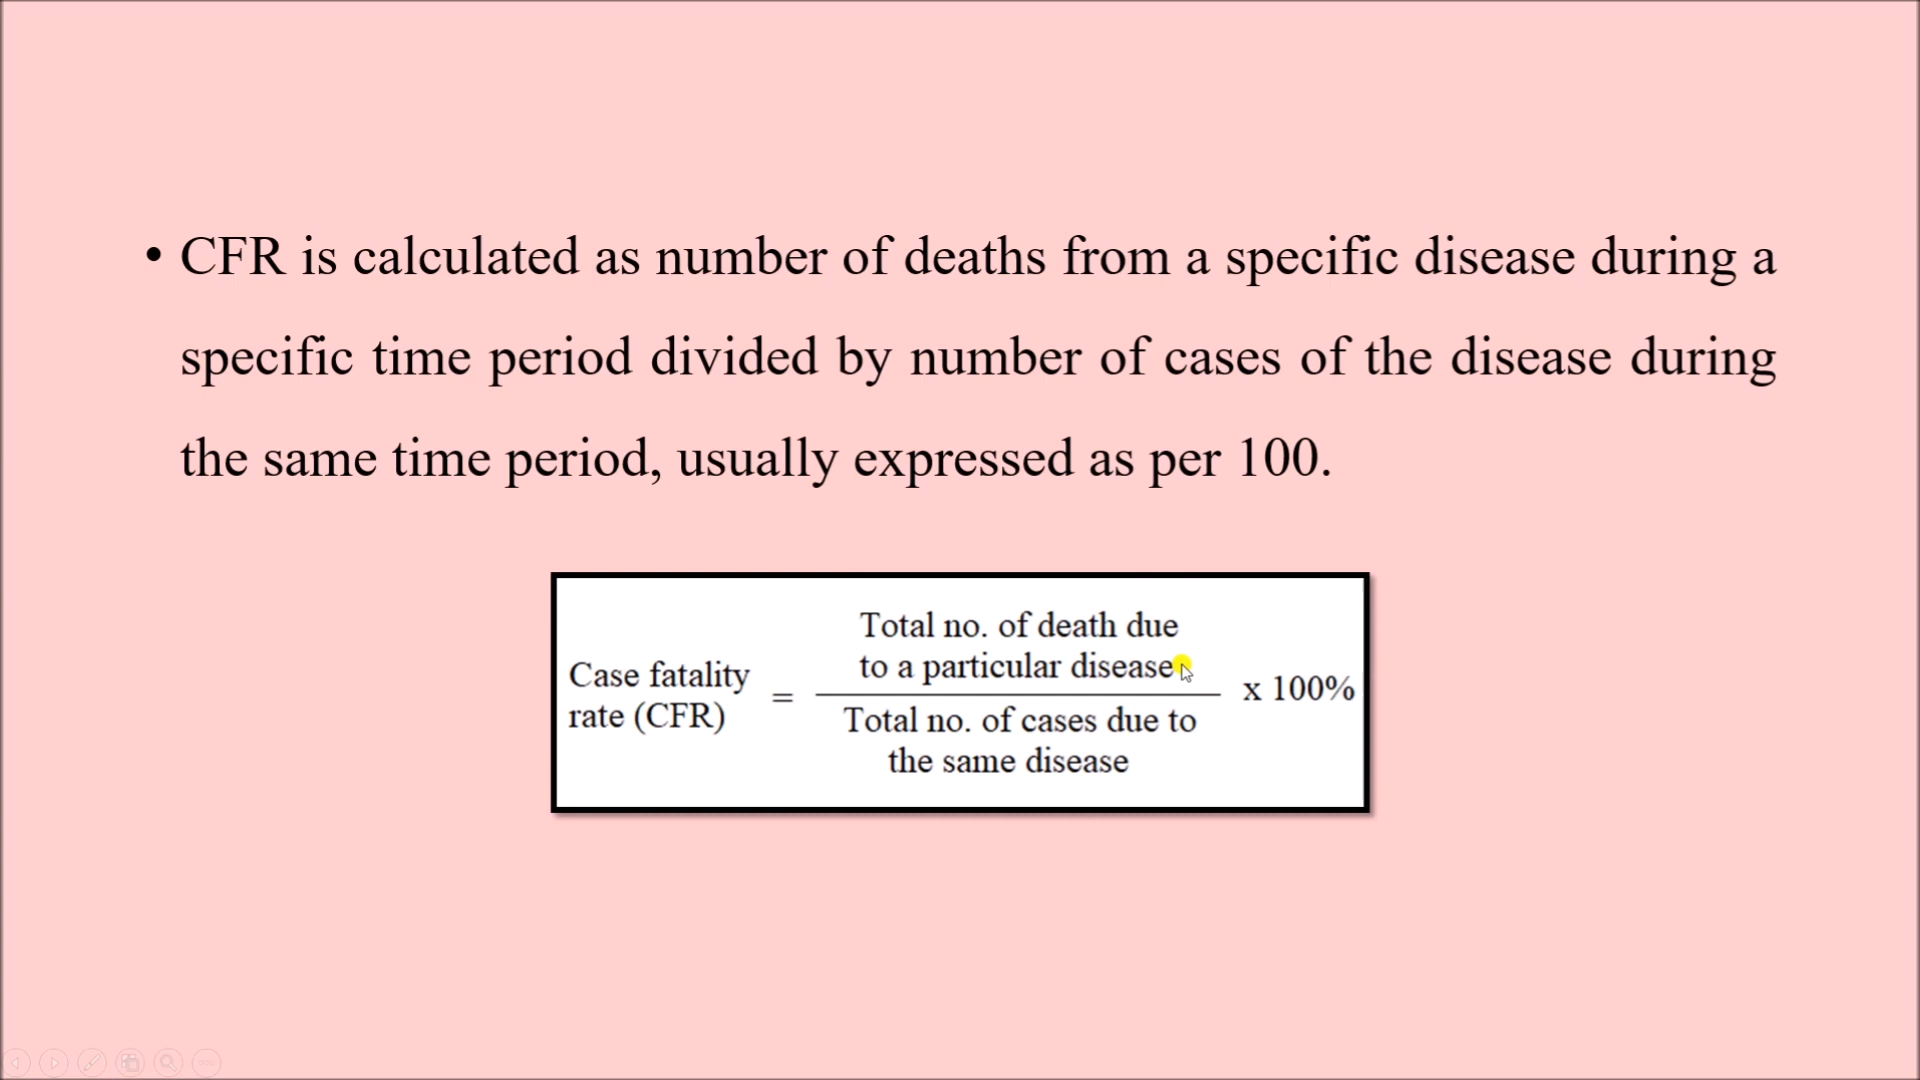 • CFR is calculated as number of deaths from a specific disease during a
specific time period divided by number of cases of the disease during
the same time period, usually expressed as per 100.
Case fatality
rate (CFR)
=
Total no. of death due
to a particular disease
Total no. of cases due to
the same disease
x 100%